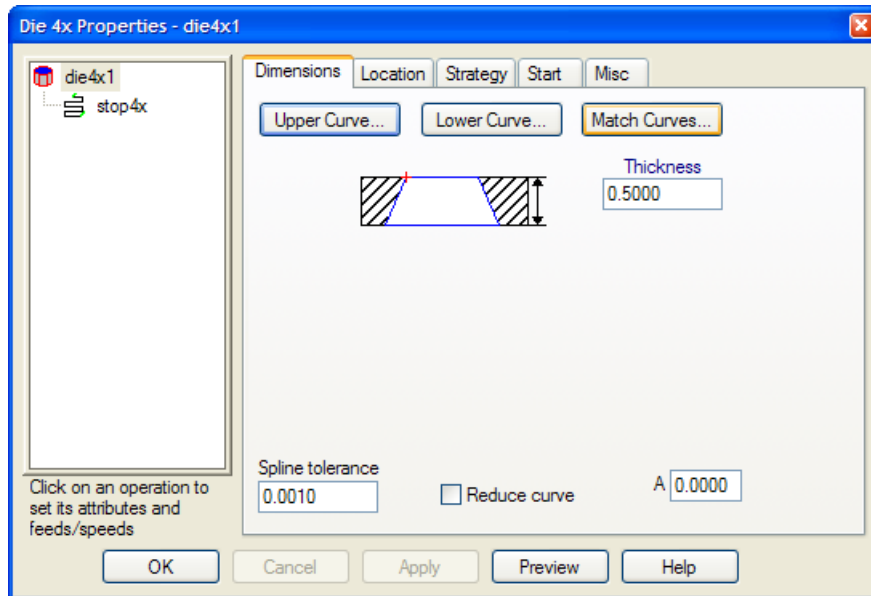 Die 4x Properties - die4x1
die4x1
stop4x
Click on an operation to
set its attributes and
feeds/speeds
Dimensions Location Strategy Start Misc
Upper Curve... Lower Curve... Match Curves...
Thickness
0.5000
Spline tolerance
0.0010
Reduce curve
A 0.0000
OK Cancel Apply Preview Help